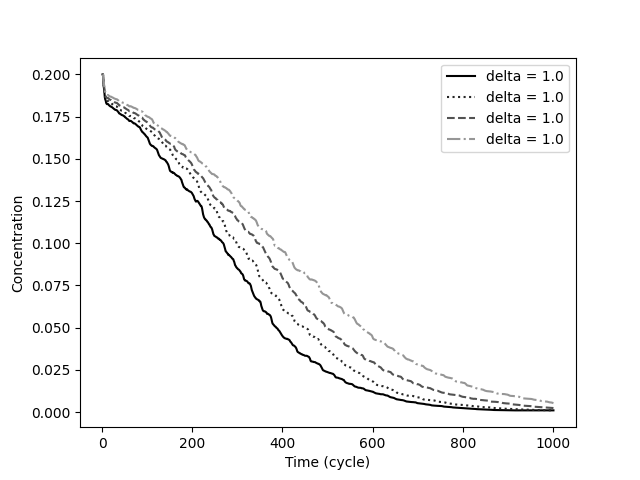 0.200
0.175
0.150
0.125
0.100
0.075
0.050
0.025
0.000
Concentration
0 200 400 600 800 1000
Time (cycle)
delta = 1.0
delta = 1.0
delta = 1.0
delta = 1.0